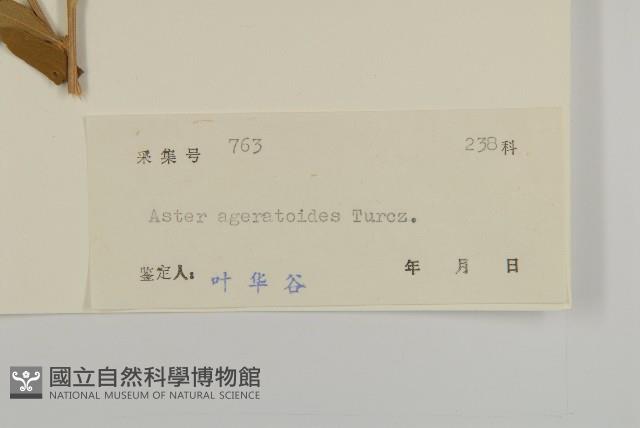 采集号 763 238科
Aster ageratoides Turcz.
鉴定人: 叶华谷 年 月 日
國立自然科學博物館
NATIONAL MUSEUM OF NATURAL SCIENCE